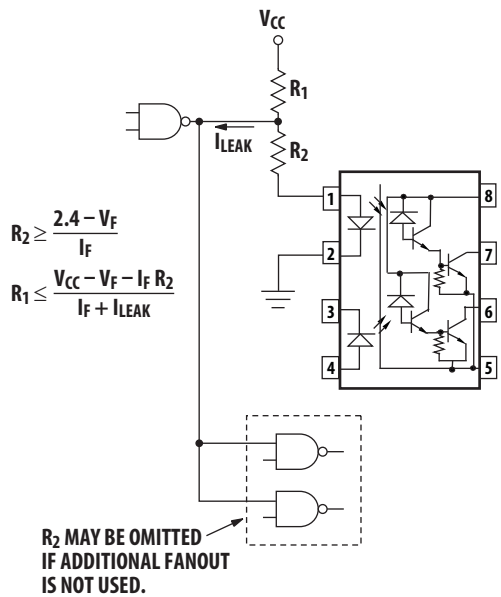 VCC
R1
ILEAK
R2
1
8
R2 ≥ 2.4 – VF
IF
2
7
R1 ≤ VCC – VF – IF R2
IF + ILEAK
3
6
4
5
R2 MAY BE OMITTED
IF ADDITIONAL FANOUT
IS NOT USED.